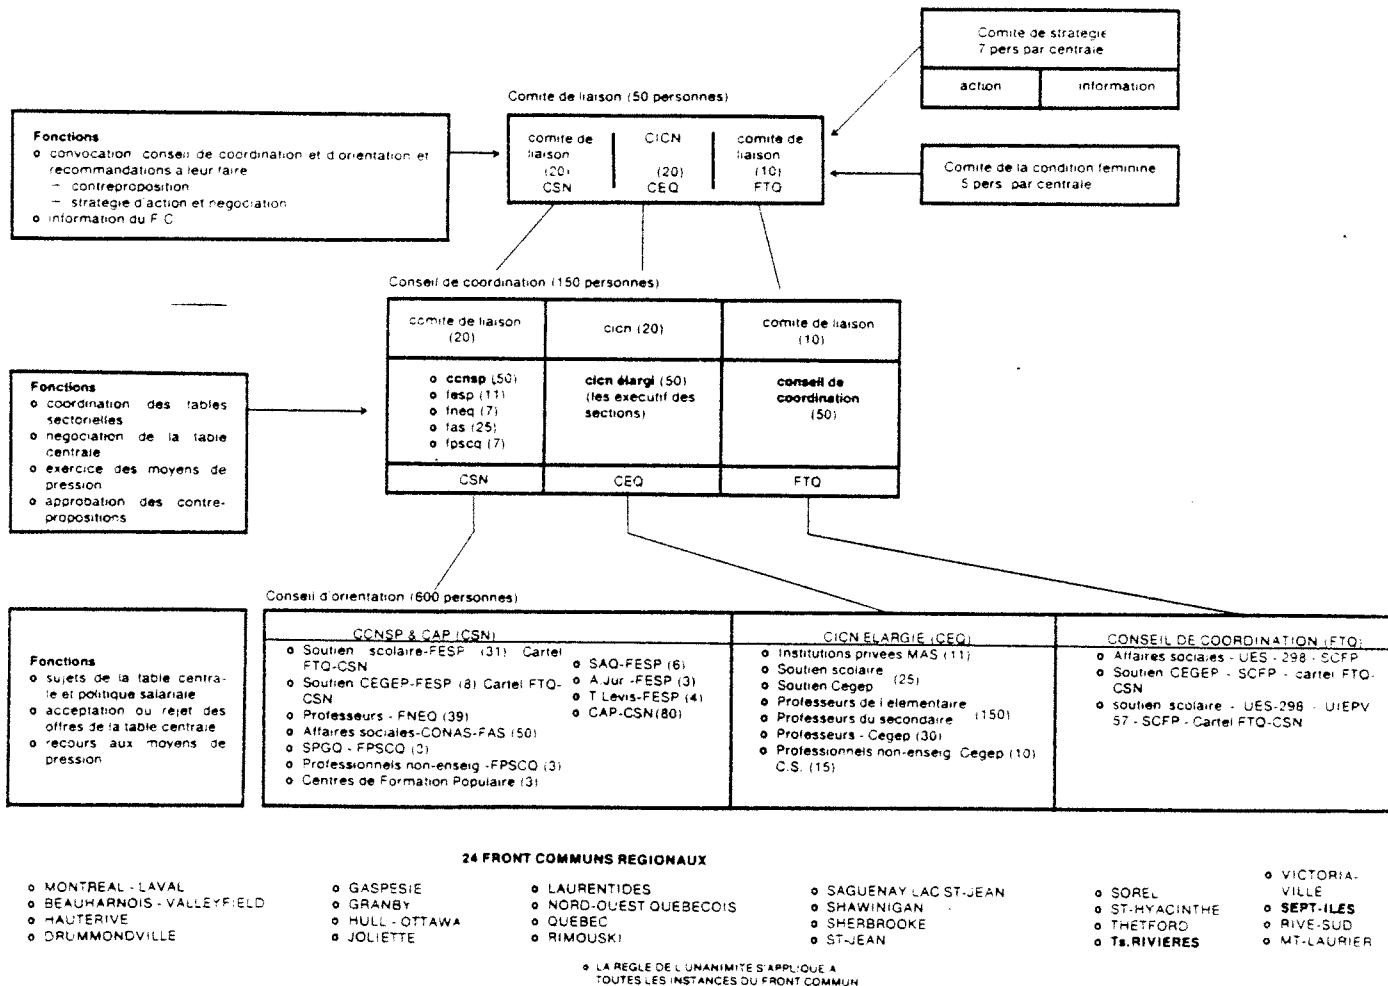 Comite de strategie
7 pers par centrale
action
information
Comite de liaison (50 personnes)
comite de
liaison
(20)
CSN
CICN
(20)
CEQ
comite de
liaison
(10)
FTQ
Comite de la condition feminine
5 pers par centrale
Fonctions
o convocation conseil de coordination et d'orientation et
recommandations a leur faire
— contreproposition
— strategie d'action et negociation
o information du F C
Conseil de coordination (150 personnes)
comite de liaison
(20)
cicn (20)
comite de liaison
(10)
o ccnsp (50)
o fesp (11)
o fneq (7)
o fas (25)
o fpscq (7)
cicn élargi (50)
(les executif des
sections)
conseil de
coordination
(50)
CSN
CEQ
FTQ
Fonctions
o coordination des tables
sectorielles
o negociation de la table
centrale
o exercice des moyens de
pression
o approbation des contre-
propositions
Conseil d'orientation (600 personnes)
Fonctions
o sujets de la table centra-
le et politique salariale
o acceptation ou rejet des
offres de la table centrale
o recours aux moyens de
pression
CCNSP & CAP (CSN)
o Soutien scolaire-FESP (31) Cartel
FTQ-CSN
o Soutien CEGEP-FESP (8) Cartel FTQ-
CSN
o Professeurs - FNEQ (39)
o Affaires sociales-CONAS-FAS (50)
o SPGQ - FPSCQ
o Professionnels non-enseig -FPSCQ (3)
o Centres de Formation Populaire (3)
o SAQ-FESP (6)
o A.Jur -FESP (3)
o T Levis-FESP (4)
o CAP-CSN(80)
CICN ELARGIE (CEQ)
o Institutions privées MAS (11)
o Soutien scolaire
o Soutien Cegep
(25)
o Professeurs de l elementaire
o Professeurs du secondaire
(150)
o Professeurs - Cegep (30)
o Professionnels non-enseig Cegep (10)
C.S. (15)
CONSEIL DE COORDINATION (FTQ)
o Affaires sociales - UES - 298 - SCFP
o Soutien CEGEP - SCFP - cartel FTQ-
CSN
o soutien scolaire - UES-298 - UIEPV
57 - SCFP - Cartel FTQ-CSN
24 FRONT COMMUNS REGIONAUX
o MONTREAL - LAVAL
o BEAUHARNOIS - VALLEYFIELD
o HAUTERIVE
o DRUMMONDVILLE
o GASPESIE
o GRANBY
o HULL - OTTAWA
o JOLIETTE
o LAURENTIDES
o NORD-OUEST QUEBECOIS
o QUEBEC
o RIMOUSKI
o SAGUENAY LAC ST-JEAN
o SHAWINIGAN
o SHERBROOKE
o ST-JEAN
o SOREL
o ST-HYACINTHE
o THETFORD
o Ts.RIVIERES
o VICTORIA-
VILLE
o SEPT-ILES
o RIVE-SUD
o MT-LAURIER
o LA REGLE DE L UNANIMITE S'APPLIQUE A
TOUTES LES INSTANCES DU FRONT COMMUN